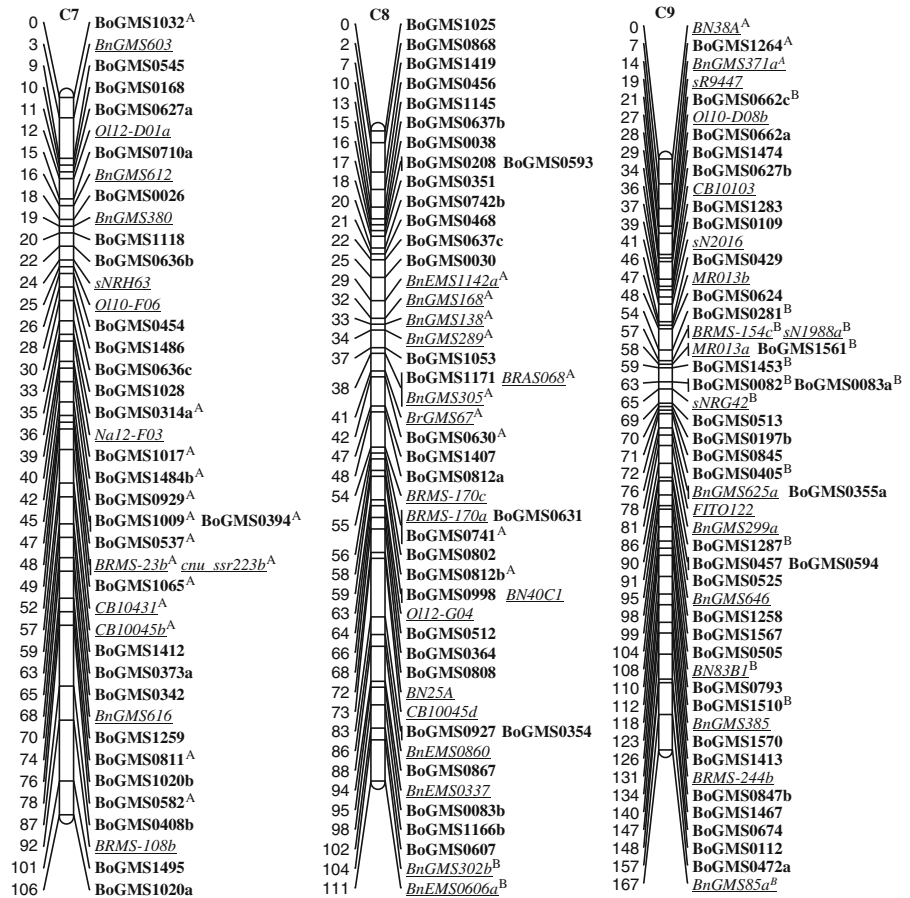 C7
0 BoGMS1032A
3 BnGMS603
9 BoGMS0545
10 BoGMS0168
11 BoGMS0627a
12 Ol12-D01a
15 BoGMS0710a
16 BnGMS612
18 BoGMS0026
19 BnGMS380
20 BoGMS1118
22 BoGMS0636b
24 sNRH63
25 Ol10-F06
26 BoGMS0454
28 BoGMS1486
30 BoGMS0636c
33 BoGMS1028
35 BoGMS0314aA
36 Na12-F03
39 BoGMS1017A
40 BoGMS1484bA
42 BoGMS0929A
45 BoGMS1009A BoGMS0394A
47 BoGMS0537A
48 BRMS-23bA cnu_ssr223bA
49 BoGMS1065A
52 CB10431A
57 CB10045bA
59 BoGMS1412
63 BoGMS0373a
65 BoGMS0342
68 BnGMS616
70 BoGMS1259
74 BoGMS0811A
76 BoGMS1020b
78 BoGMS0582A
87 BoGMS0408b
92 BRMS-108b
101 BoGMS1495
106 BoGMS1020a
C8
0 BoGMS1025
2 BoGMS0868
7 BoGMS1419
10 BoGMS0456
13 BoGMS1145
15 BoGMS0637b
16 BoGMS0038
17 BoGMS0208 BoGMS0593
18 BoGMS0351
20 BoGMS0742b
21 BoGMS0468
22 BoGMS0637c
25 BoGMS0030
29 BnEMS1142aA
32 BnGMS168A
33 BnGMS138A
34 BnGMS289A
37 BoGMS1053
38 BoGMS1171 BRAS068A
BnGMS305A
41 BrGMS67A
42 BoGMS0630A
47 BoGMS1407
48 BoGMS0812a
54 BRMS-170c
55 BRMS-170a BoGMS0631
BoGMS0741A
56 BoGMS0802
58 BoGMS0812bA
59 BoGMS0998 BN40C1
63 Ol12-G04
64 BoGMS0512
66 BoGMS0364
68 BoGMS0808
72 BN25A
73 CB10045d
83 BoGMS0927 BoGMS0354
86 BnEMS0860
88 BoGMS0867
94 BnEMS0337
95 BoGMS0083b
98 BoGMS1166b
102 BoGMS0607
104 BnGMS302bB
111 BnEMS0606aB
C9
0 BN38AA
7 BoGMS1264A
14 BnGMS371aA
19 sR9447
21 BoGMS0662cB
27 Ol10-D08b
28 BoGMS0662a
29 BoGMS1474
34 BoGMS0627b
36 CB10103
37 BoGMS1283
39 BoGMS0109
41 sN2016
46 BoGMS0429
47 MR013b
48 BoGMS0624
54 BoGMS0281B
57 BRMS-154cB sN1988aB
58 MR013a BoGMS1561B
59 BoGMS1453B
63 BoGMS0082B BoGMS0083aB
65 sNRG42B
69 BoGMS0513
70 BoGMS0197b
71 BoGMS0845
72 BoGMS0405B
76 BnGMS625a BoGMS0355a
78 FITO122
81 BnGMS299a
86 BoGMS1287B
90 BoGMS0457 BoGMS0594
91 BoGMS0525
95 BnGMS646
98 BoGMS1258
99 BoGMS1567
104 BoGMS0505
108 BN83B1B
110 BoGMS0793
112 BoGMS1510B
118 BnGMS385
123 BoGMS1570
126 BoGMS1413
131 BRMS-244b
134 BoGMS0847b
140 BoGMS1467
147 BoGMS0674
148 BoGMS0112
157 BoGMS0472a
167 BnGMS85aB